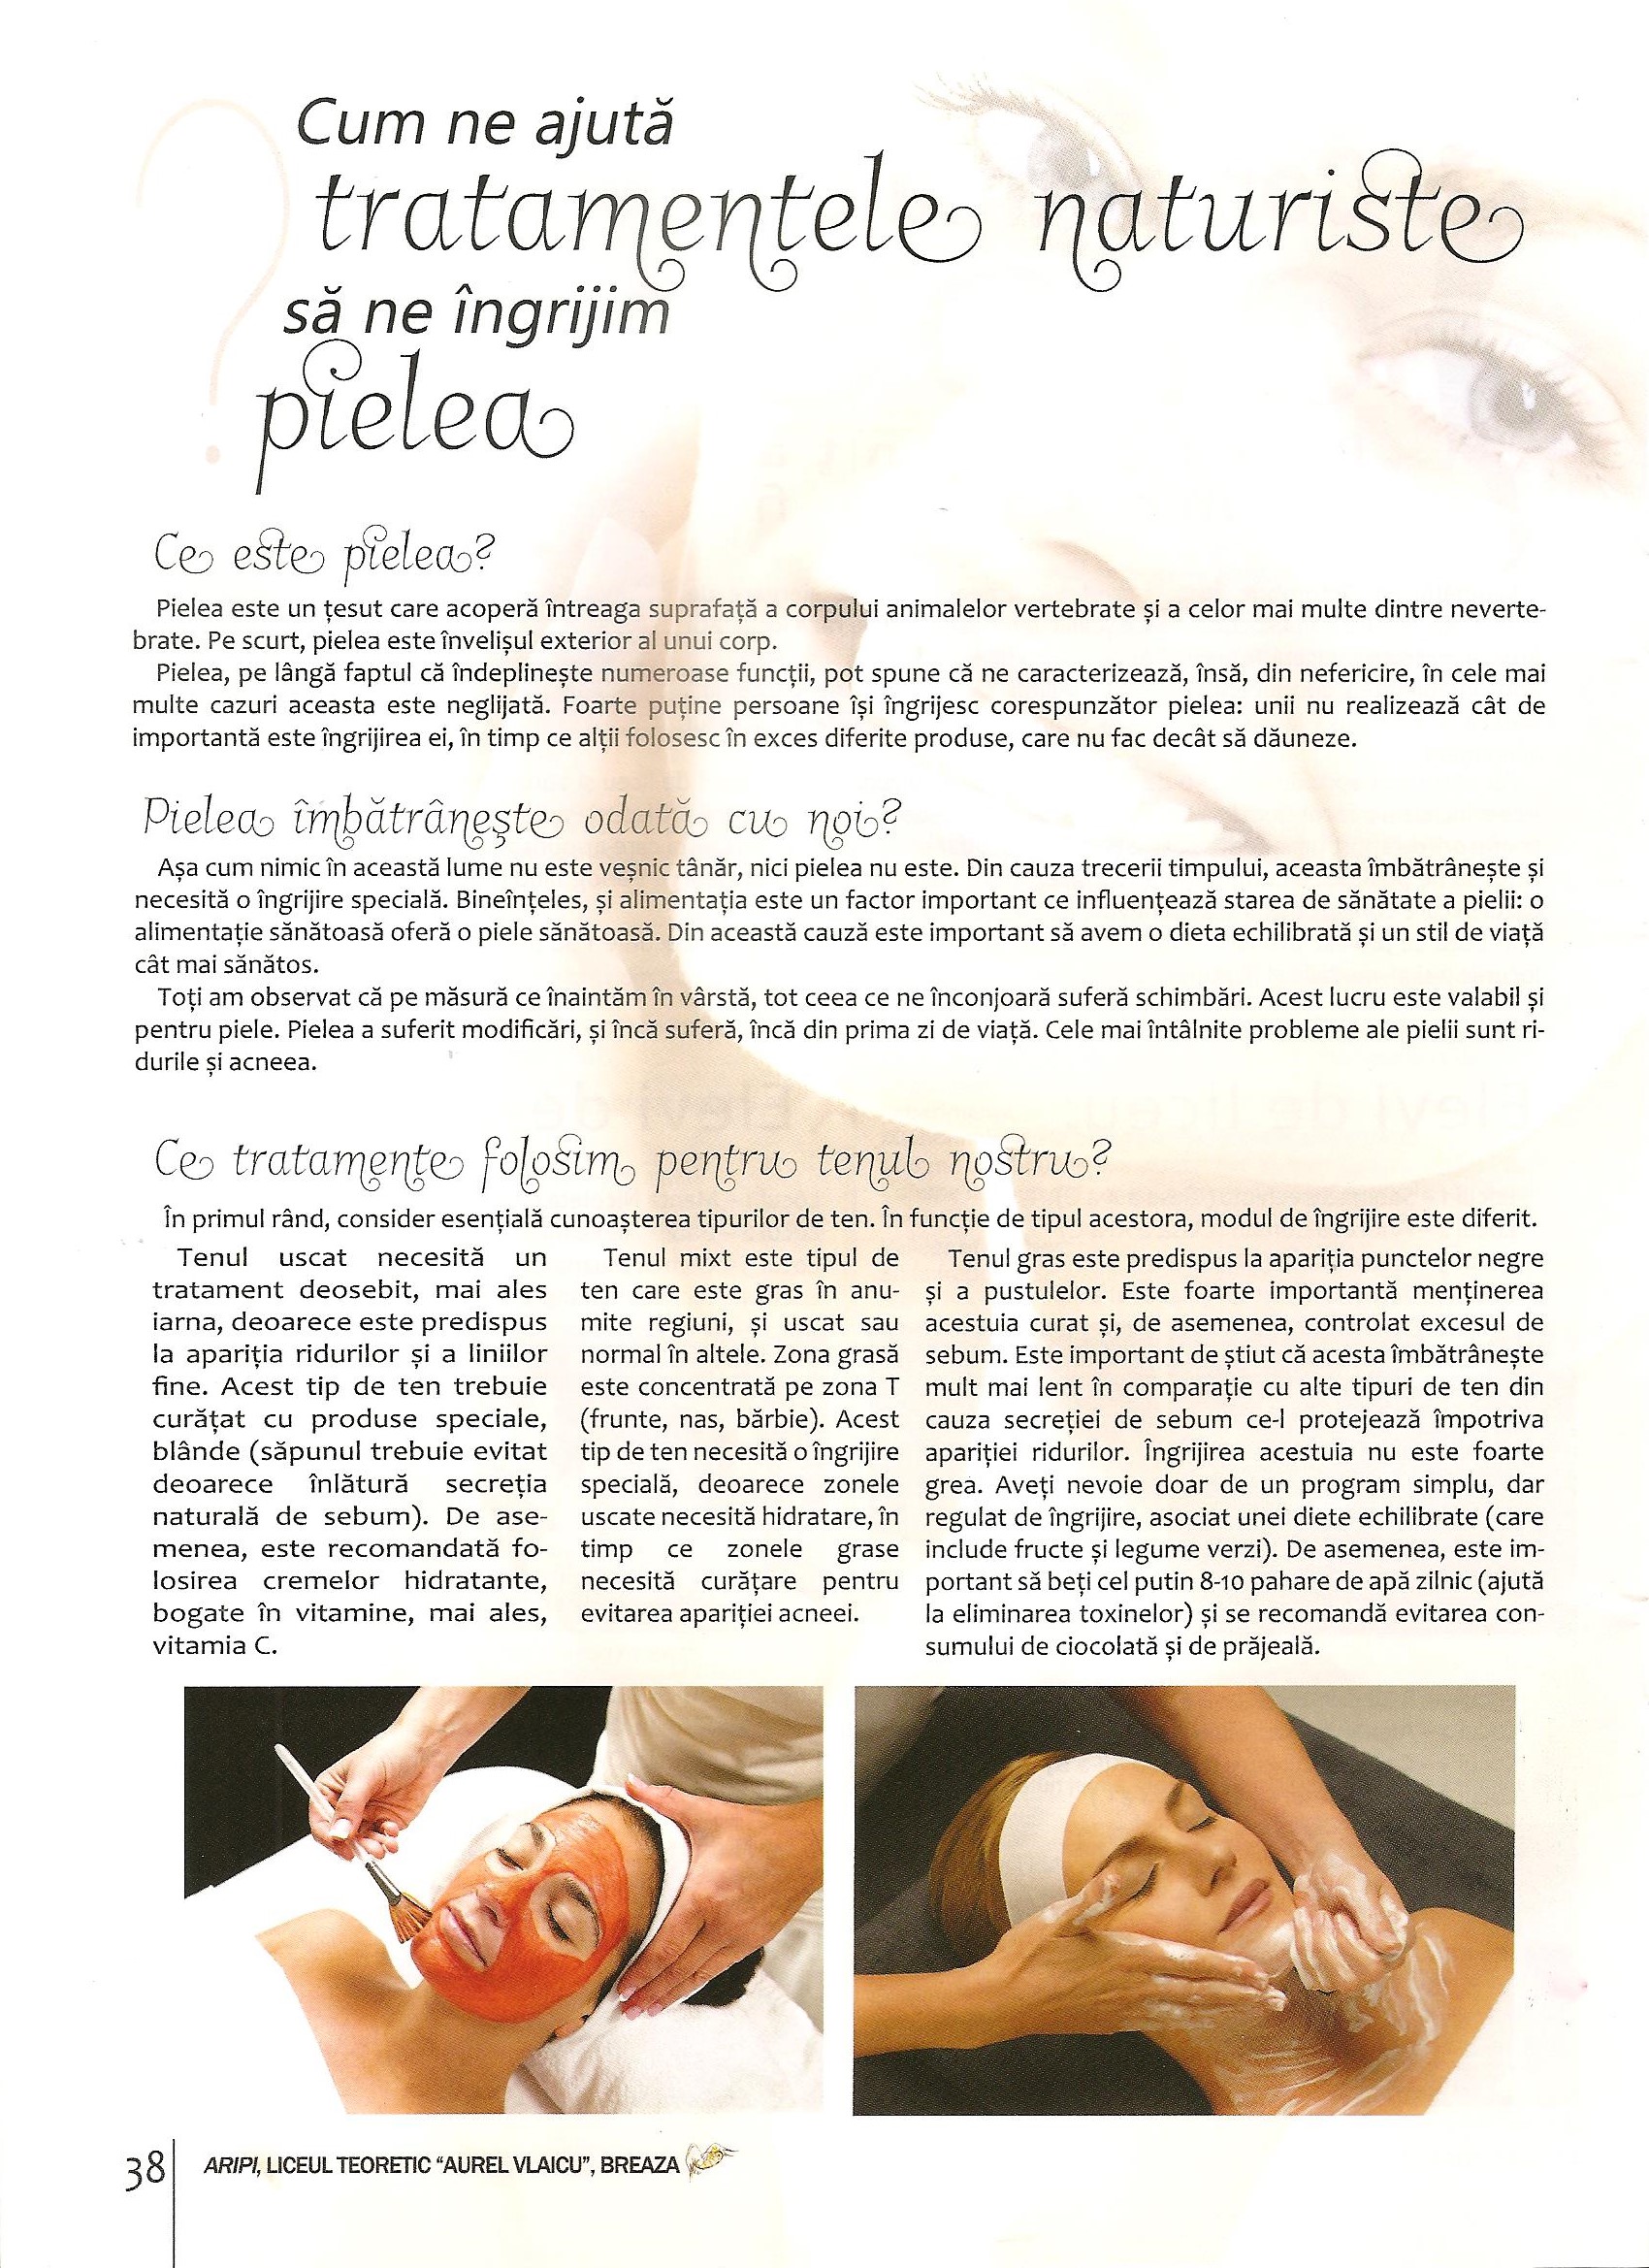 Cum ne ajută
tratamentele naturiste
să ne îngrijim
pielea
?
Ce este pielea?
Pielea este un țesut care acoperă întreaga suprafață a corpului animalelor vertebrate și a celor mai multe dintre neverte-
brate. Pe scurt, pielea este învelișul exterior al unui corp.
Pielea, pe lângă faptul că îndeplinește numeroase funcții, pot spune că ne caracterizează, însă, din nefericire, în cele mai
multe cazuri aceasta este neglijată. Foarte puține persoane își îngrijesc corespunzător pielea: unii nu realizează cât de
importantă este îngrijirea ei, în timp ce alții folosesc în exces diferite produse, care nu fac decât să dăuneze.
Pielea îmbătrânește odată cu noi?
Așa cum nimic în această lume nu este veșnic tânăr, nici pielea nu este. Din cauza trecerii timpului, aceasta îmbătrânește și
necesită o îngrijire specială. Bineînțeles, și alimentația este un factor important ce influențează starea de sănătate a pielii: o
alimentație sănătoasă oferă o piele sănătoasă. Din această cauză este important să avem o dieta echilibrată și un stil de viață
cât mai sănătos.
Toți am observat că pe măsură ce înaintăm în vârstă, tot ceea ce ne înconjoară suferă schimbări. Acest lucru este valabil și
pentru piele. Pielea a suferit modificări, și încă suferă, încă din prima zi de viață. Cele mai întâlnite probleme ale pielii sunt ri-
durile și acneea.
Ce tratamente folosim pentru tenul nostru?
În primul rând, consider esențială cunoașterea tipurilor de ten. În funcție de tipul acestora, modul de îngrijire este diferit.
Tenul uscat necesită un
tratament deosebit, mai ales
iarna, deoarece este predispus
la apariția ridurilor și a liniilor
fine. Acest tip de ten trebuie
curățat cu produse speciale,
blânde (săpunul trebuie evitat
deoarece înlătură secreția
naturală de sebum). De ase-
menea, este recomandată fo-
losirea cremelor hidratante,
bogate în vitamine, mai ales,
vitamia C.
Tenul mixt este tipul de
ten care este gras în anu-
mite regiuni, și uscat sau
normal în altele. Zona grasă
este concentrată pe zona T
(frunte, nas, bărbie). Acest
tip de ten necesită o îngrijire
specială, deoarece zonele
uscate necesită hidratare, în
timp ce zonele grase
necesită curățare pentru
evitarea apariției acneei.
Tenul gras este predispus la apariția punctelor negre
și a pustulelor. Este foarte importantă menținerea
acestuia curat și, de asemenea, controlat excesul de
sebum. Este important de știut că acesta îmbătrânește
mult mai lent în comparație cu alte tipuri de ten din
cauza secreției de sebum ce-l protejează împotriva
apariției ridurilor. Îngrijirea acestuia nu este foarte
grea. Aveți nevoie doar de un program simplu, dar
regulat de îngrijire, asociat unei diete echilibrate (care
include fructe și legume verzi). De asemenea, este im-
portant să beți cel putin 8-10 pahare de apă zilnic (ajută
la eliminarea toxinelor) și se recomandă evitarea con-
sumului de ciocolată și de prăjeală.
38
ARIPI, LICEUL TEORETIC “AUREL VLAICU”, BREAZA